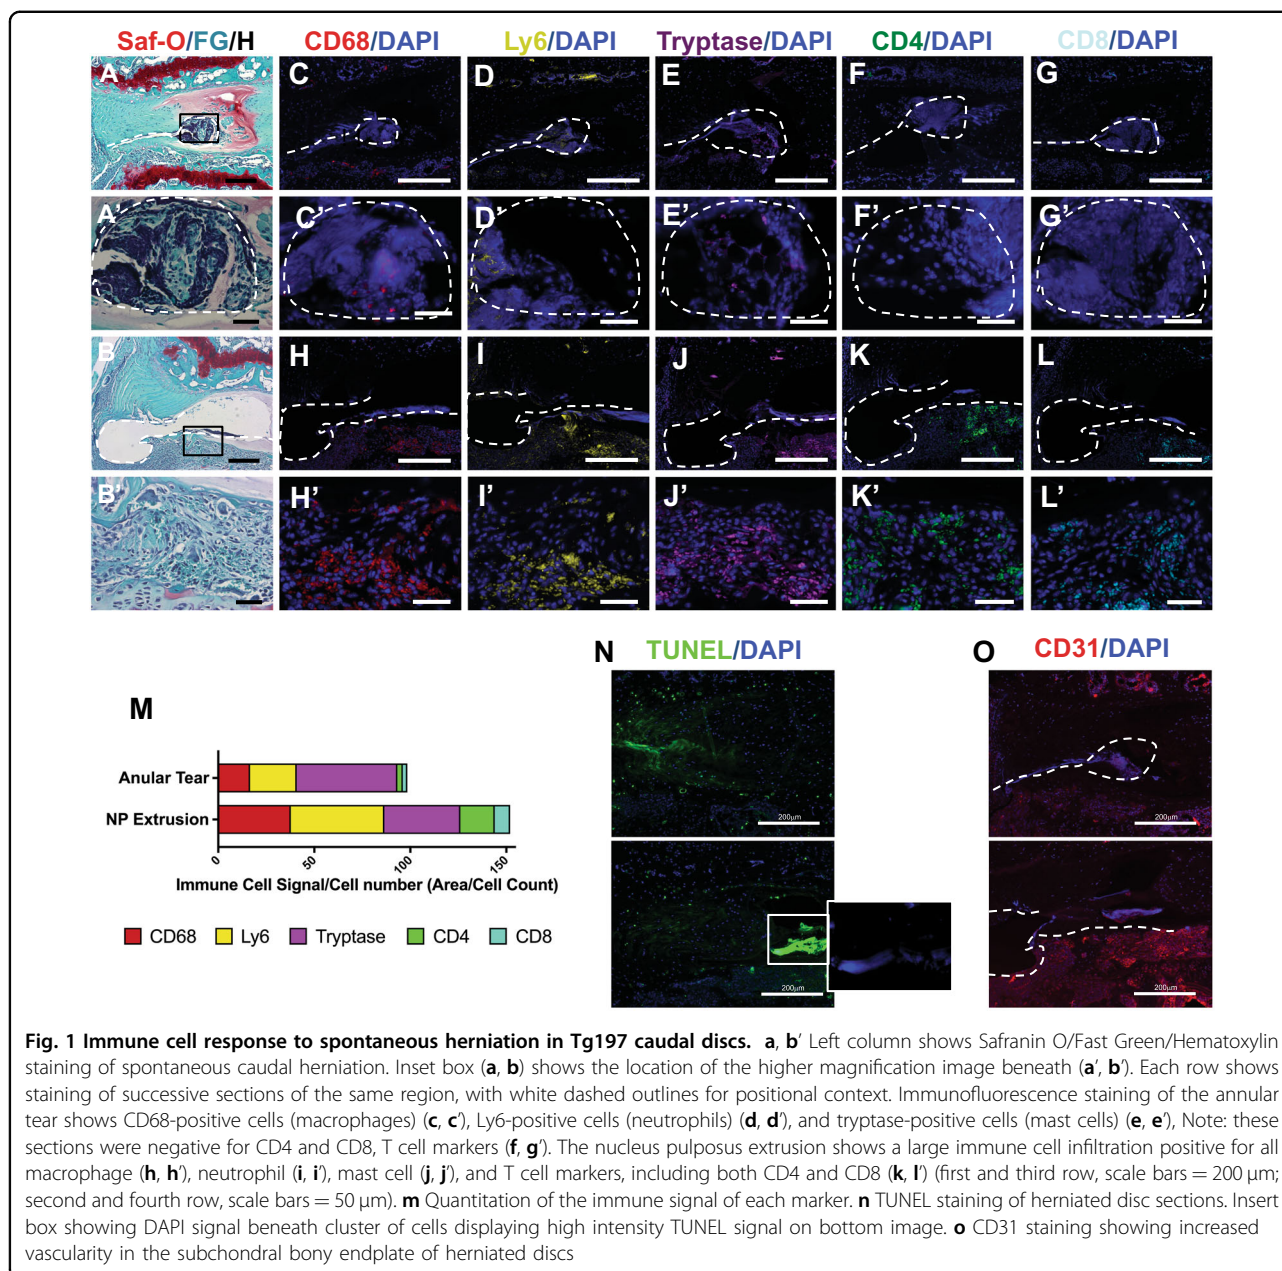 Saf-O/FG/H CD68/DAPI Ly6/DAPI Tryptase/DAPI CD4/DAPI CD8/DAPI
A C D E F G
A' C' D' E' F' G'
B H I J K L
B' H' I' J' K' L'
N TUNEL/DAPI O CD31/DAPI
M
Anular Tear
NP Extrusion
0 50 100 150
Immune Cell Signal/Cell number (Area/Cell Count)
CD68 Ly6 Tryptase CD4 CD8
200μm
200μm
200μm
200μm
Fig. 1 Immune cell response to spontaneous herniation in Tg197 caudal discs. a, b′ Left column shows Safranin O/Fast Green/Hematoxylin
staining of spontaneous caudal herniation. Inset box (a, b) shows the location of the higher magnification image beneath (a′, b′). Each row shows
staining of successive sections of the same region, with white dashed outlines for positional context. Immunofluorescence staining of the annular
tear shows CD68-positive cells (macrophages) (c, c′), Ly6-positive cells (neutrophils) (d, d′), and tryptase-positive cells (mast cells) (e, e′), Note: these
sections were negative for CD4 and CD8, T cell markers (f, g′). The nucleus pulposus extrusion shows a large immune cell infiltration positive for all
macrophage (h, h′), neutrophil (i, i′), mast cell (j, j′), and T cell markers, including both CD4 and CD8 (k, l′) (first and third row, scale bars = 200 μm;
second and fourth row, scale bars = 50 μm). m Quantitation of the immune signal of each marker. n TUNEL staining of herniated disc sections. Insert
box showing DAPI signal beneath cluster of cells displaying high intensity TUNEL signal on bottom image. o CD31 staining showing increased
vascularity in the subchondral bony endplate of herniated discs